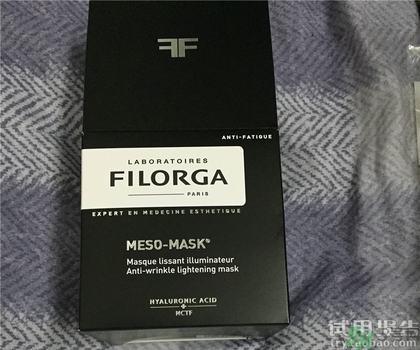 FF
ANTI-FATIGUE
LABORATOIRES
FILORGA
PARIS
EXPERT EN MEDECINE ESTHETIQUE
MESO-MASK®
Masque lissant illuminateur
Anti-wrinkle lightening mask
HYALURONIC ACID
+
NCTF
试用报告
try.taobao.com